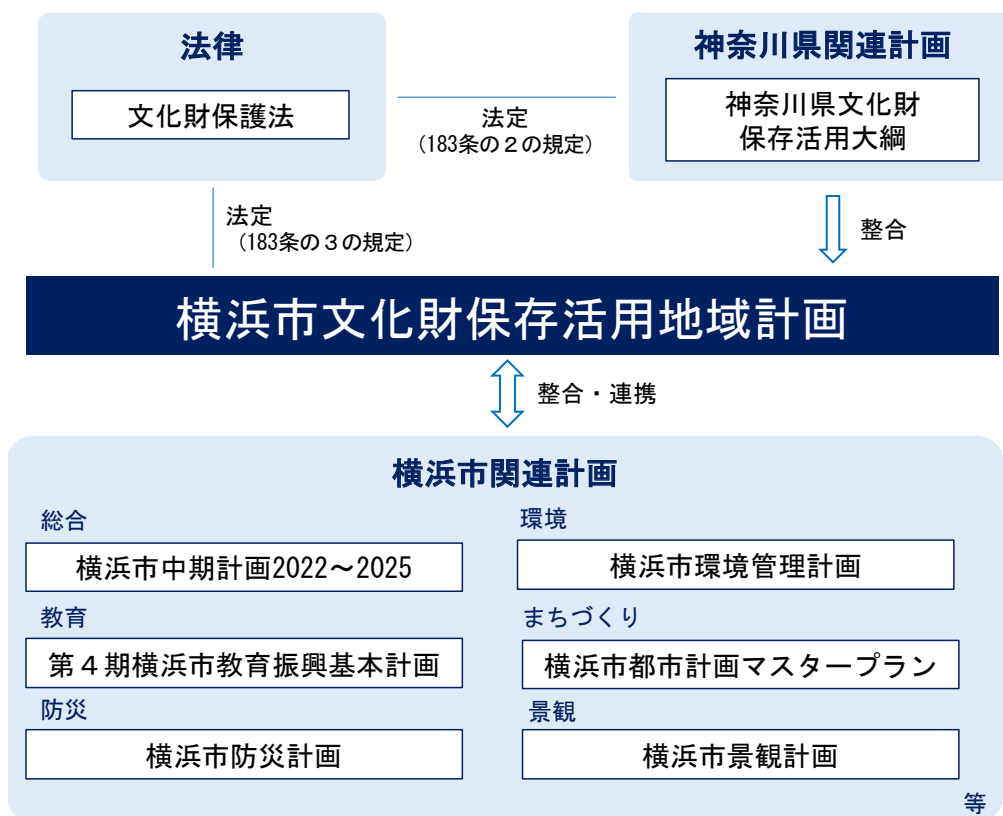 法律
文化財保護法
神奈川県関連計画
神奈川県文化財
保存活用大綱
法定
(183条の２の規定)
法定
(183条の３の規定)
整合
横浜市文化財保存活用地域計画
整合・連携
横浜市関連計画
総合
横浜市中期計画2022～2025
環境
横浜市環境管理計画
教育
第４期横浜市教育振興基本計画
まちづくり
横浜市都市計画マスタープラン
防災
横浜市防災計画
景観
横浜市景観計画
等